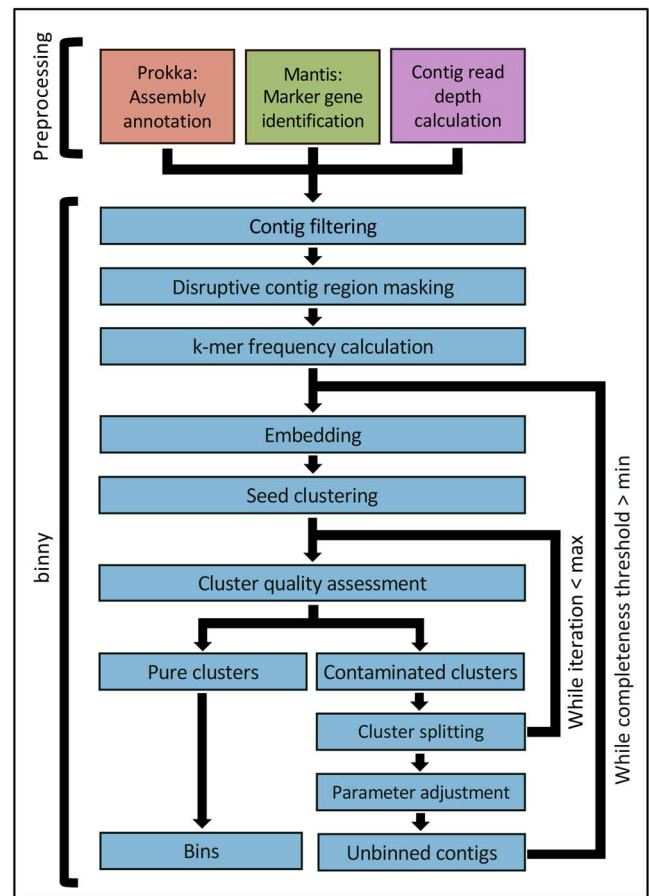 Preprocessing
Prokka:
Assembly
annotation
Mantis:
Marker gene
identification
Contig read
depth
calculation
binny
Contig filtering
Disruptive contig region masking
k-mer frequency calculation
Embedding
Seed clustering
Cluster quality assessment
Pure clusters
Contaminated clusters
Cluster splitting
Parameter adjustment
Bins
Unbinned contigs
While iteration < max
While completeness threshold > min